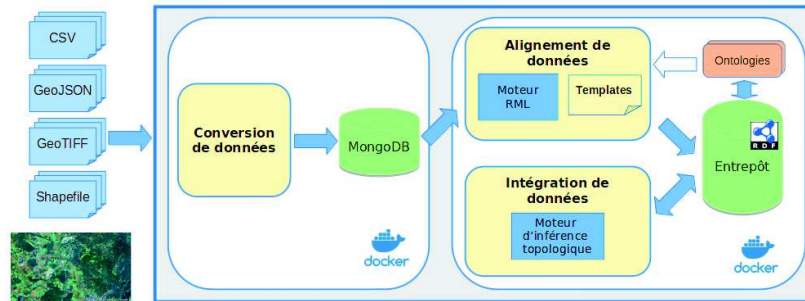 CSV
GeoJSON
GeoTIFF
Shapefile
Conversion
de données
MongoDB
docker
Alignement de
données
Moteur
RML
Templates
Ontologies
RDF
Entrepôt
Intégration de
données
Moteur
d'inférence
topologique
docker